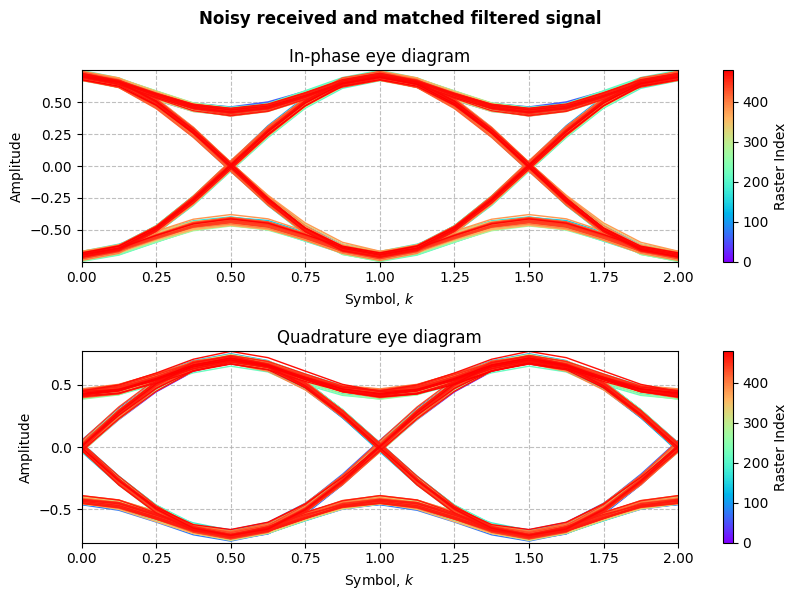 Noisy received and matched filtered signal
In-phase eye diagram
Amplitude
0.50
0.25
0.00
−0.25
−0.50
0.00 0.25 0.50 0.75 1.00 1.25 1.50 1.75 2.00
Symbol, k
400
300
200
100
0
Raster Index
Quadrature eye diagram
Amplitude
0.5
0.0
−0.5
0.00 0.25 0.50 0.75 1.00 1.25 1.50 1.75 2.00
Symbol, k
400
300
200
100
0
Raster Index